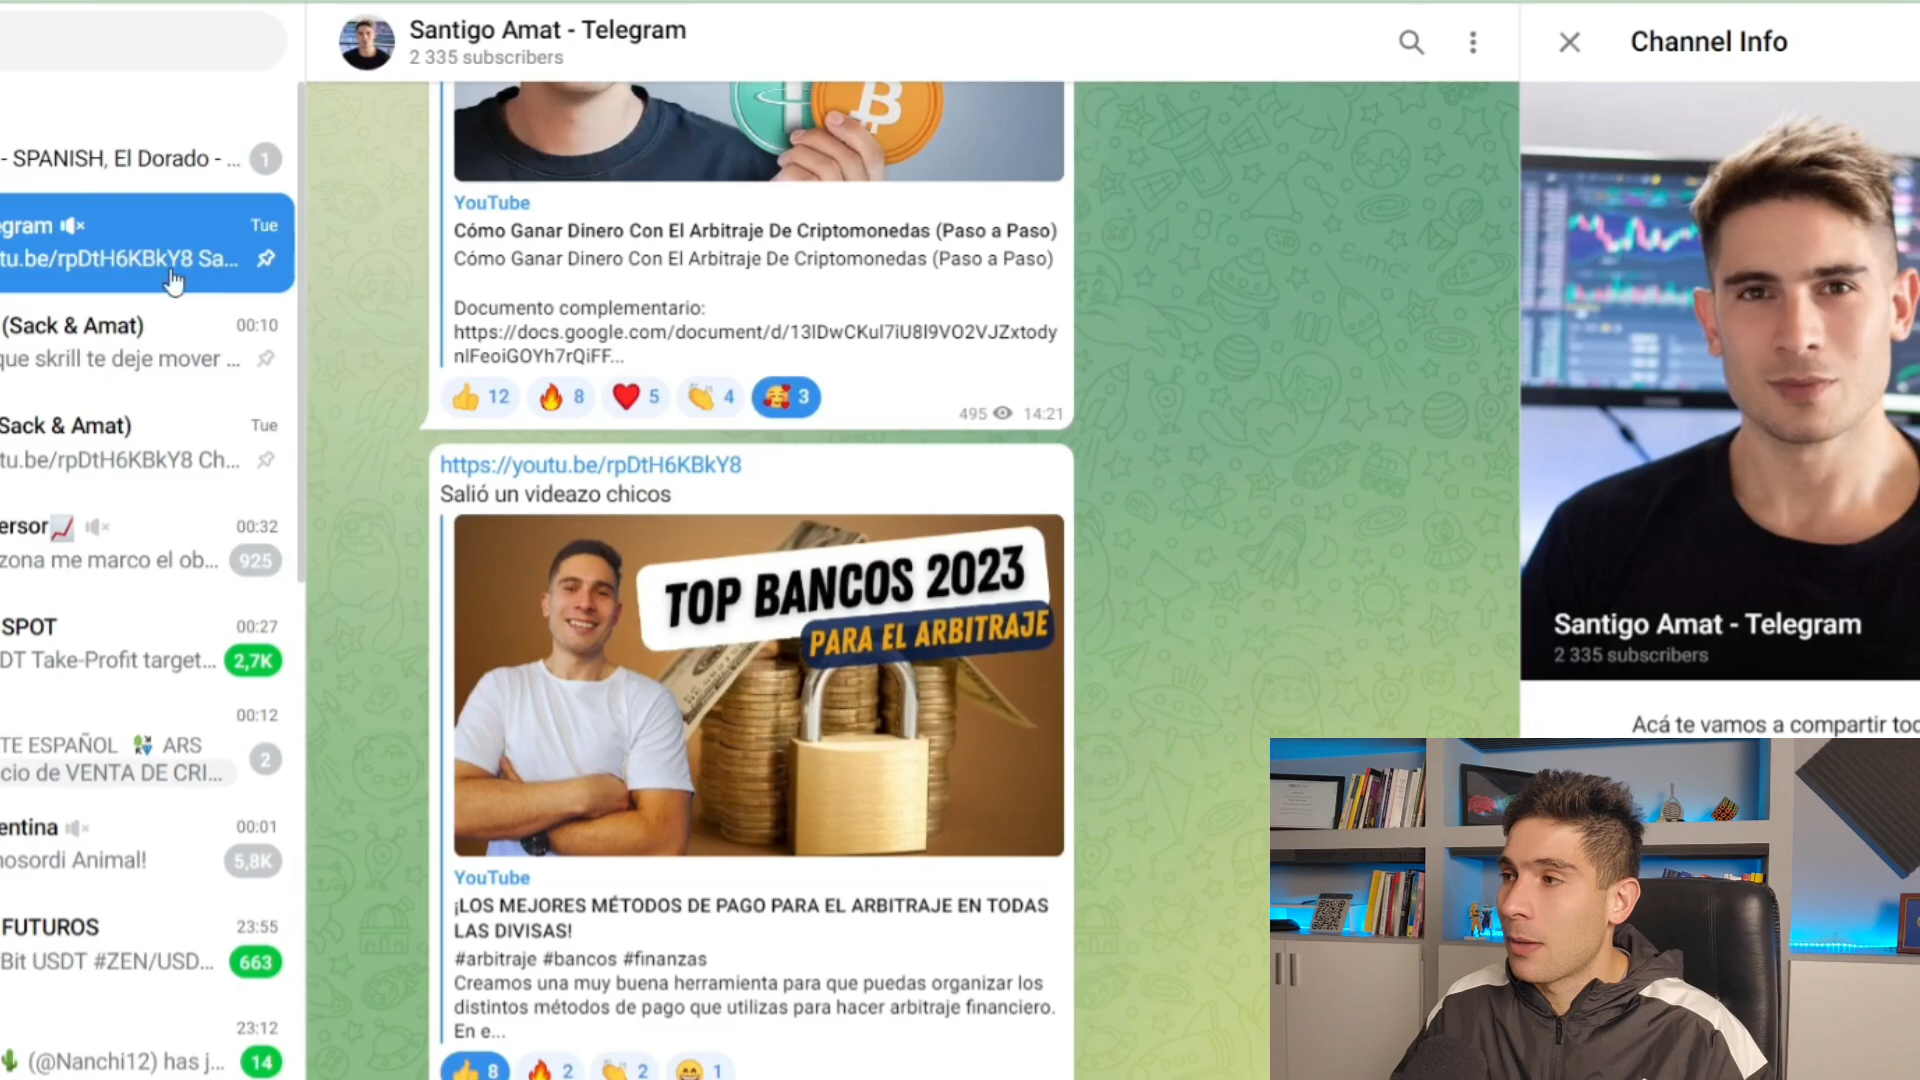 Santigo Amat - Telegram
2 335 subscribers
Channel Info
- SPANISH, El Dorado - ...
1
egram
Tue
tu.be/rpDtH6KBkY8 Sa...
(Sack & Amat)
00:10
que skrill te deje mover ...
Sack & Amat)
Tue
tu.be/rpDtH6KBkY8 Ch...
ersor
00:32
zona me marco el ob...
925
SPOT
00:27
DT Take-Profit target...
2,7K
00:12
TE ESPAÑOL ARS
cio de VENTA DE CRI...
2
entina
00:01
nosordi Animal!
5,8K
FUTUROS
23:55
Bit USDT #ZEN/USD...
663
23:12
(@Nanchi12) has j...
14
YouTube
Cómo Ganar Dinero Con El Arbitraje De Criptomonedas (Paso a Paso)
Cómo Ganar Dinero Con El Arbitraje De Criptomonedas (Paso a Paso)
Documento complementario:
https://docs.google.com/document/d/13lDwCKul7iU8l9VO2VJZxtody
nlFeoiGOYh7rQiFF...
12 8 5 4 3
495 14:21
https://youtu.be/rpDtH6KBkY8
Salió un videazo chicos
TOP BANCOS 2023
PARA EL ARBITRAJE
YouTube
¡LOS MEJORES MÉTODOS DE PAGO PARA EL ARBITRAJE EN TODAS
LAS DIVISAS!
#arbitraje #bancos #finanzas
Creamos una muy buena herramienta para que puedas organizar los
distintos métodos de pago que utilizas para hacer arbitraje financiero.
En e...
8 2 2 1
Santigo Amat - Telegram
2 335 subscribers
Acá te vamos a compartir toc